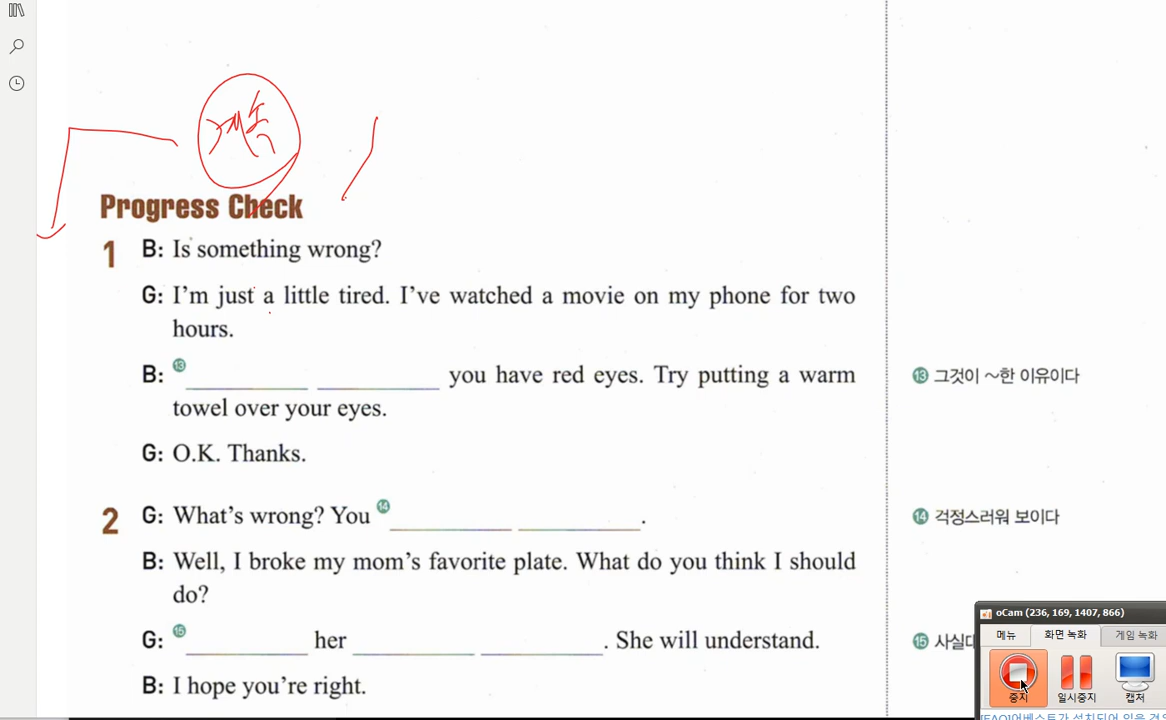 Progress Check
1 B: Is something wrong?
G: I'm just a little tired. I've watched a movie on my phone for two
hours.
B: ⑬ ________ ________ you have red eyes. Try putting a warm
towel over your eyes.
⑬ 그것이 ~한 이유이다
G: O.K. Thanks.
2 G: What's wrong? You ⑭ ________ ________.
⑭ 걱정스러워 보이다
B: Well, I broke my mom's favorite plate. What do you think I should
do?
G: ⑮ ________ her ________ ________. She will understand.
⑮ 사실대
B: I hope you're right.
oCam (236, 169, 1407, 866)
메뉴 화면 녹화 게임 녹화
중지 일시중지 캡처